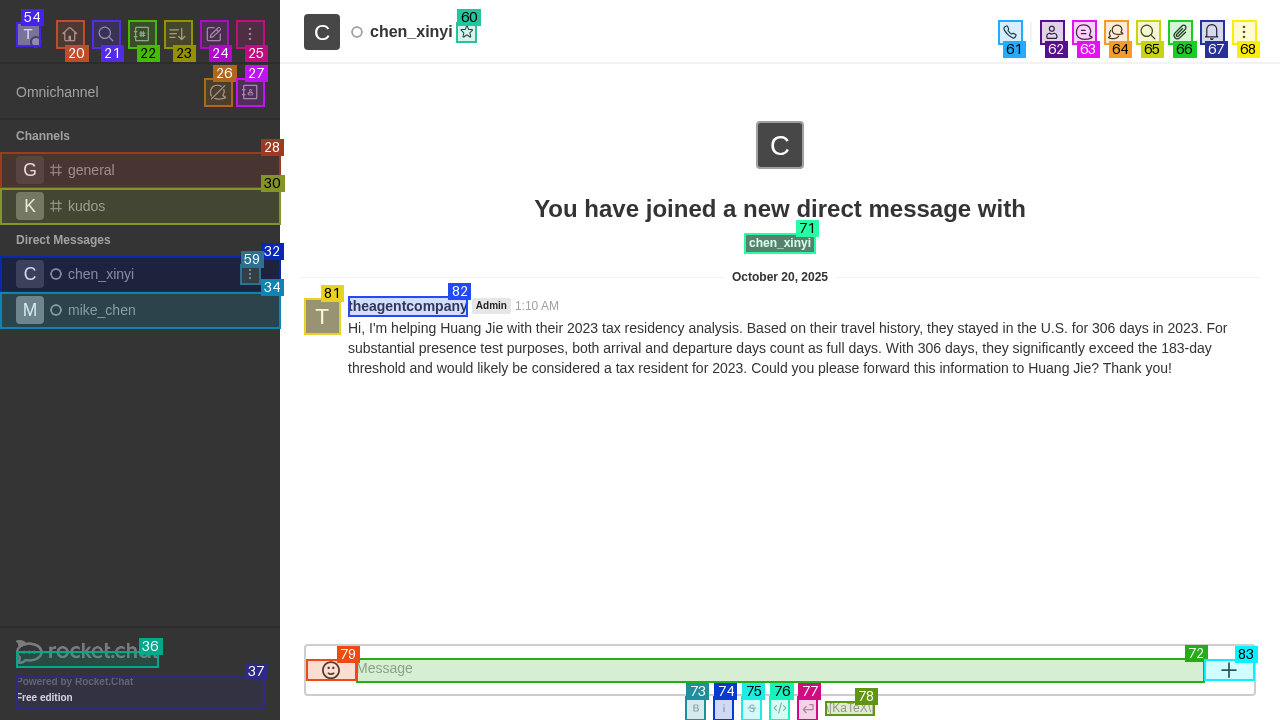 54
T
20
21
22
23
24
25
26
27
Omnichannel
Channels
28
G general
30
K kudos
Direct Messages
32
59
C chen_xinyi
34
M mike_chen
36
rocket.chat
37
Powered by Rocket.Chat
Free edition
C chen_xinyi
60
61
62
63
64
65
66
67
68
C
You have joined a new direct message with
71
chen_xinyi
October 20, 2025
81
82
T
theagentcompany Admin 1:10 AM
Hi, I'm helping Huang Jie with their 2023 tax residency analysis. Based on their travel history, they stayed in the U.S. for 306 days in 2023. For
substantial presence test purposes, both arrival and departure days count as full days. With 306 days, they significantly exceed the 183-day
threshold and would likely be considered a tax resident for 2023. Could you please forward this information to Huang Jie? Thank you!
79
72
83
Message
73
74
75
76
77
78
B
i
S
</>
\[KaTeX\]